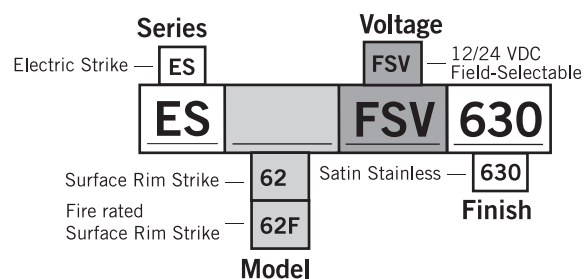 Series
Voltage
Electric Strike
ES
FSV
12/24 VDC
Field-Selectable
ES
FSV
630
Surface Rim Strike
62
Satin Stainless
630
Fire rated
Surface Rim Strike
62F
Finish
Model